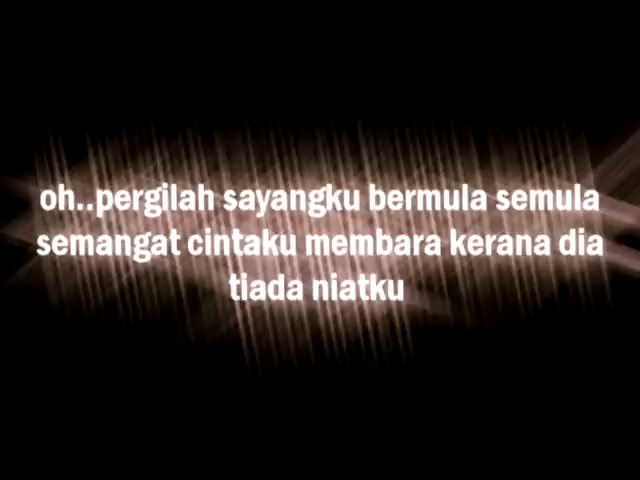 oh..pergilah sayangku bermula semula
semangat cintaku membara kerana dia
tiada niatku